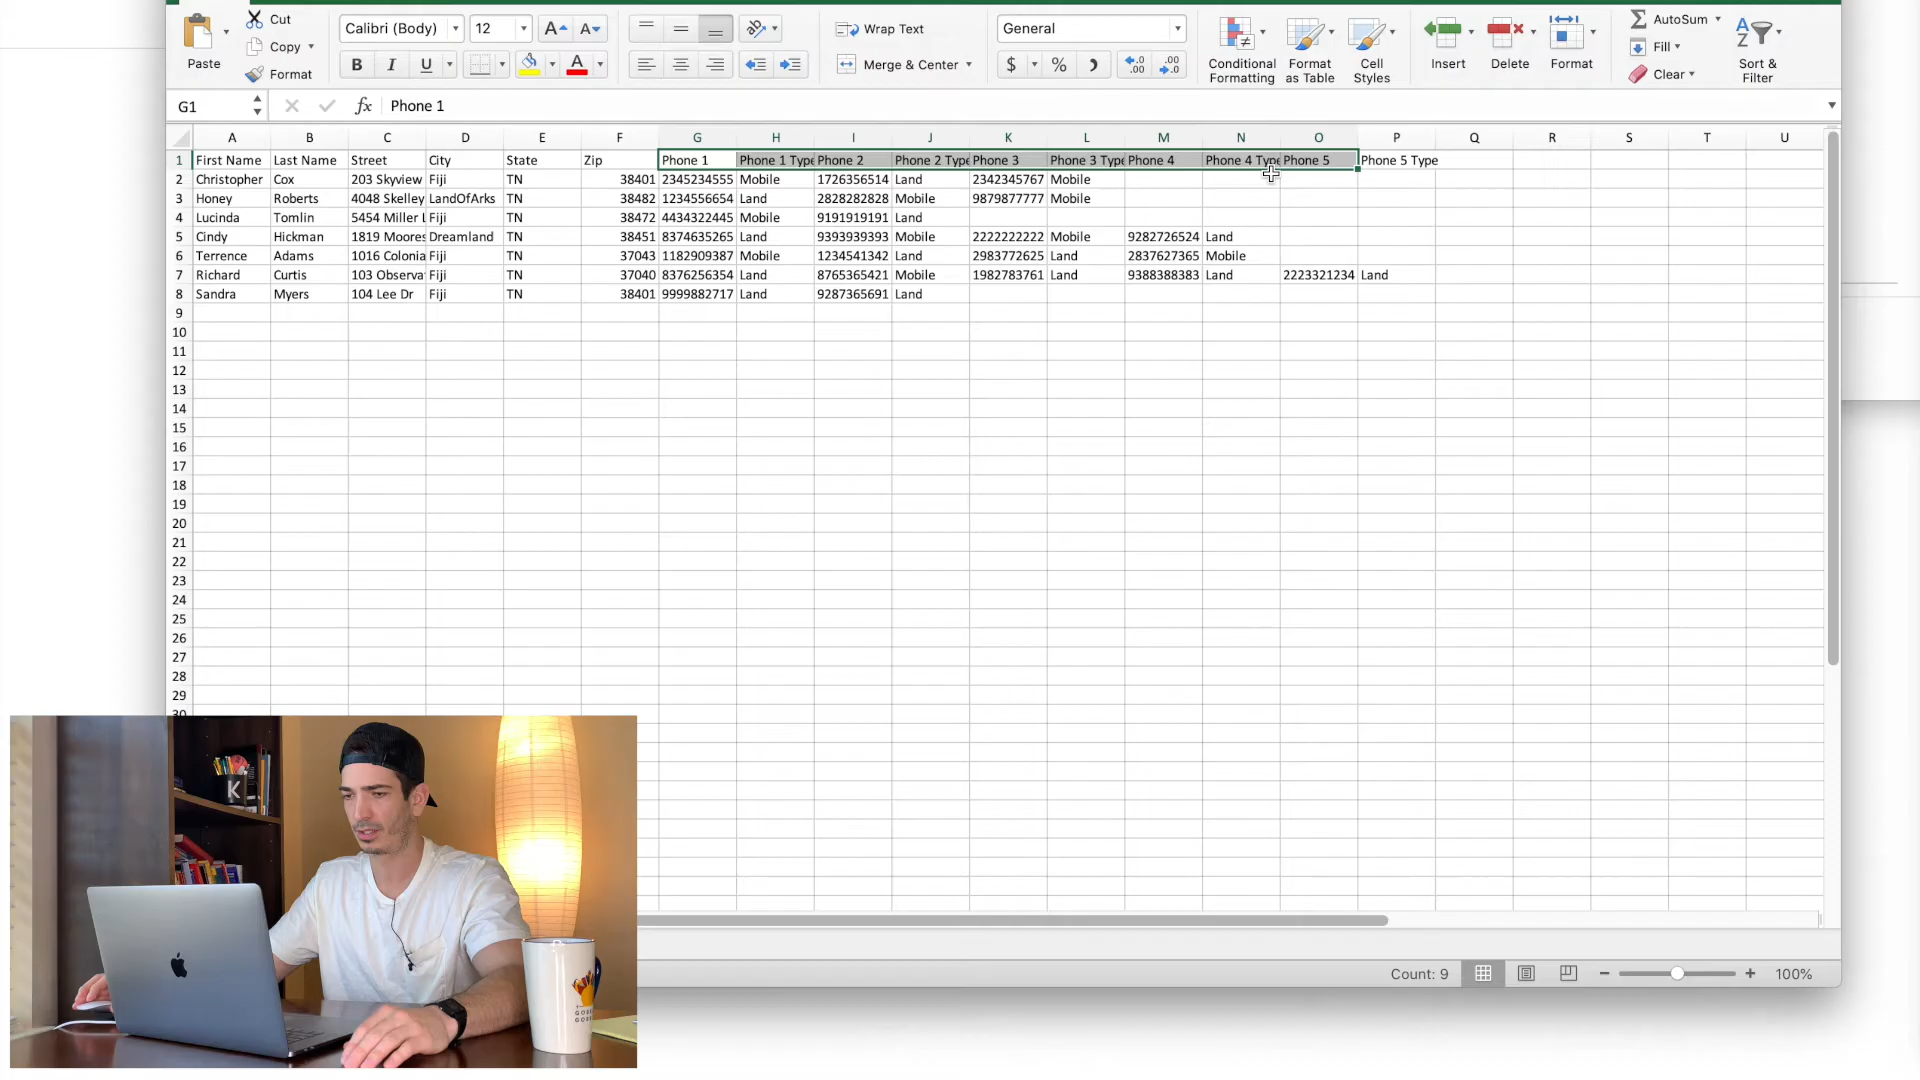 Cut
Copy
Format
Paste
Calibri (Body) 12
B I U
Wrap Text
Merge & Center
General
$ %
Conditional Formatting
Format as Table
Cell Styles
Insert Delete Format
AutoSum
Fill
Clear
Sort & Filter
G1 fx Phone 1
A B C D E F G H I J K L M N O P Q R S T U
1 First Name Last Name Street City State Zip Phone 1 Phone 1 Type Phone 2 Phone 2 Type Phone 3 Phone 3 Type Phone 4 Phone 4 Type Phone 5 Phone 5 Type
2 Christopher Cox 203 Skyview Fiji TN 38401 2345234555 Mobile 1726356514 Land 2342345767 Mobile
3 Honey Roberts 4048 Skelley LandOfArks TN 38482 1234556654 Land 2828282828 Mobile 9879877777 Mobile
4 Lucinda Tomlin 5454 Miller L Fiji TN 38472 4434322445 Mobile 9191919191 Land
5 Cindy Hickman 1819 Moores Dreamland TN 38451 8374635265 Land 9393939393 Mobile 2222222222 Mobile 9282726524 Land
6 Terrence Adams 1016 Colonia Fiji TN 37043 1182909387 Mobile 1234541342 Land 2983772625 Land 2837627365 Mobile
7 Richard Curtis 103 Observa Fiji TN 37040 8376256354 Land 8765365421 Mobile 1982783761 Land 9388388383 Land 2223321234 Land
8 Sandra Myers 104 Lee Dr Fiji TN 38401 9999882717 Land 9287365691 Land
9
10
11
12
13
14
15
16
17
18
19
20
21
22
23
24
25
26
27
28
29
30
K
Count: 9
100%